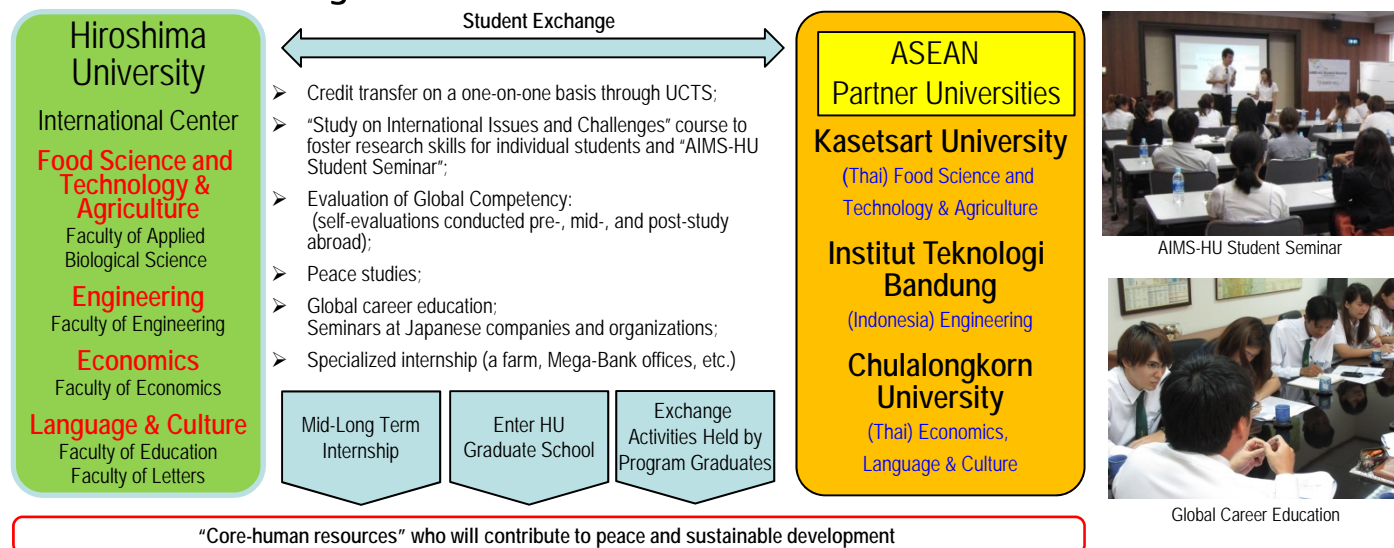 Student Exchange
Hiroshima
University
International Center
Food Science and
Technology &
Agriculture
Faculty of Applied
Biological Science
Engineering
Faculty of Engineering
Economics
Faculty of Economics
Language & Culture
Faculty of Education
Faculty of Letters
➢ Credit transfer on a one-on-one basis through UCTS;
➢ "Study on International Issues and Challenges" course to
foster research skills for individual students and "AIMS-HU
Student Seminar";
➢ Evaluation of Global Competency:
(self-evaluations conducted pre-, mid-, and post-study
abroad);
➢ Peace studies;
➢ Global career education;
Seminars at Japanese companies and organizations;
➢ Specialized internship (a farm, Mega-Bank offices, etc.)
Mid-Long Term
Internship
Enter HU
Graduate School
Exchange
Activities Held by
Program Graduates
ASEAN
Partner Universities
Kasetsart University
(Thai) Food Science and
Technology & Agriculture
Institut Teknologi
Bandung
(Indonesia) Engineering
Chulalongkorn
University
(Thai) Economics,
Language & Culture
AIMS-HU Student Seminar
Global Career Education
"Core-human resources" who will contribute to peace and sustainable development